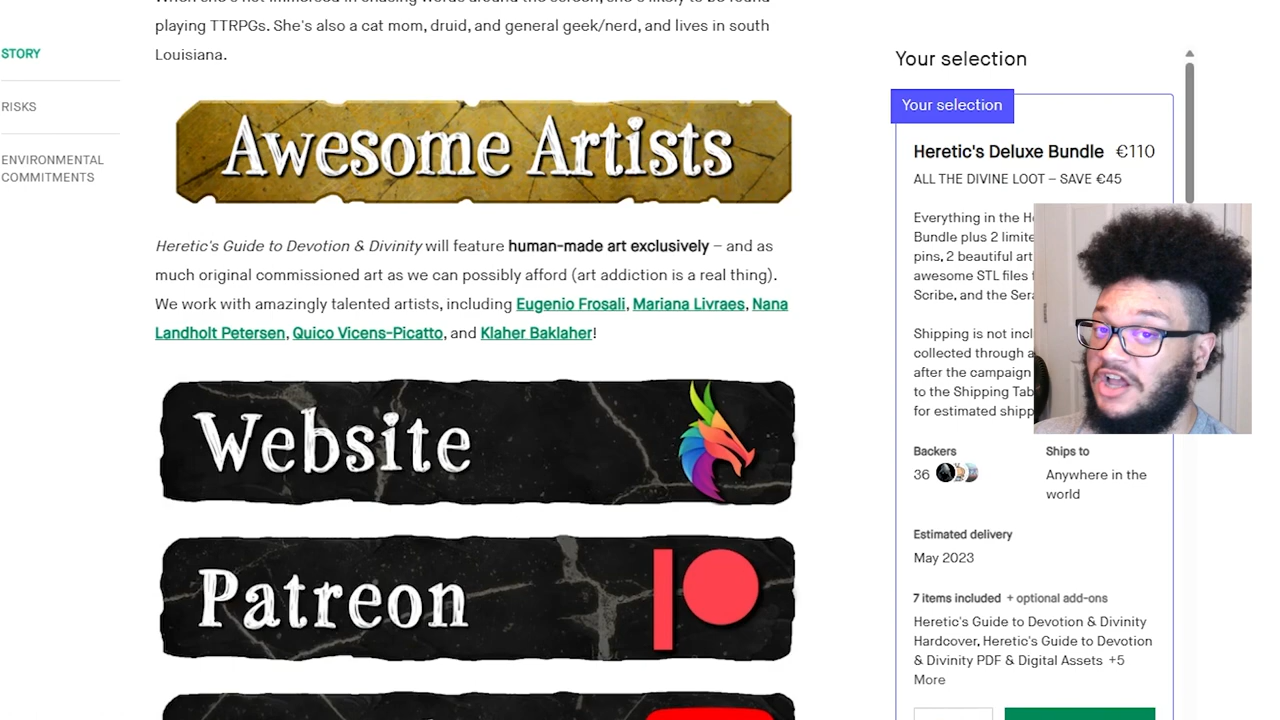 playing TTRPGs. She's also a cat mom, druid, and general geek/nerd, and lives in south
Louisiana.
STORY
RISKS
ENVIRONMENTAL
COMMITMENTS
Awesome Artists
Heretic's Guide to Devotion & Divinity will feature human-made art exclusively – and as
much original commissioned art as we can possibly afford (art addiction is a real thing).
We work with amazingly talented artists, including Eugenio Frosali, Mariana Livraes, Nana
Landholt Petersen, Quico Vicens-Picatto, and Klaher Baklaher!
Website
Patreon
Your selection
Your selection
Heretic's Deluxe Bundle €110
ALL THE DIVINE LOOT – SAVE €45
Everything in the
Bundle plus 2
pins, 2 beautiful
awesome STL files
Scribe, and the
Shipping is not
collected through
after the campaign
to the Shipping
for estimated
Backers
36
Ships to
Anywhere in the
world
Estimated delivery
May 2023
7 items included + optional add-ons
Heretic's Guide to Devotion & Divinity
Hardcover, Heretic's Guide to Devotion
& Divinity PDF & Digital Assets +5
More